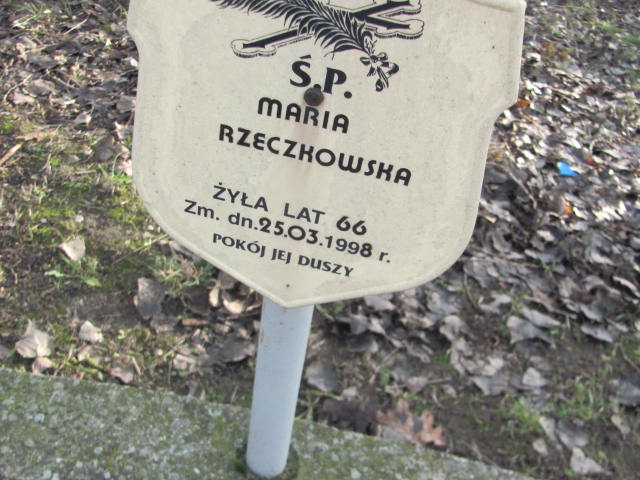 Ś.P.
MARIA
RZECZKOWSKA
ŻYŁA LAT 66
Zm. dn.25.03.1998 r.
POKÓJ JEJ DUSZY